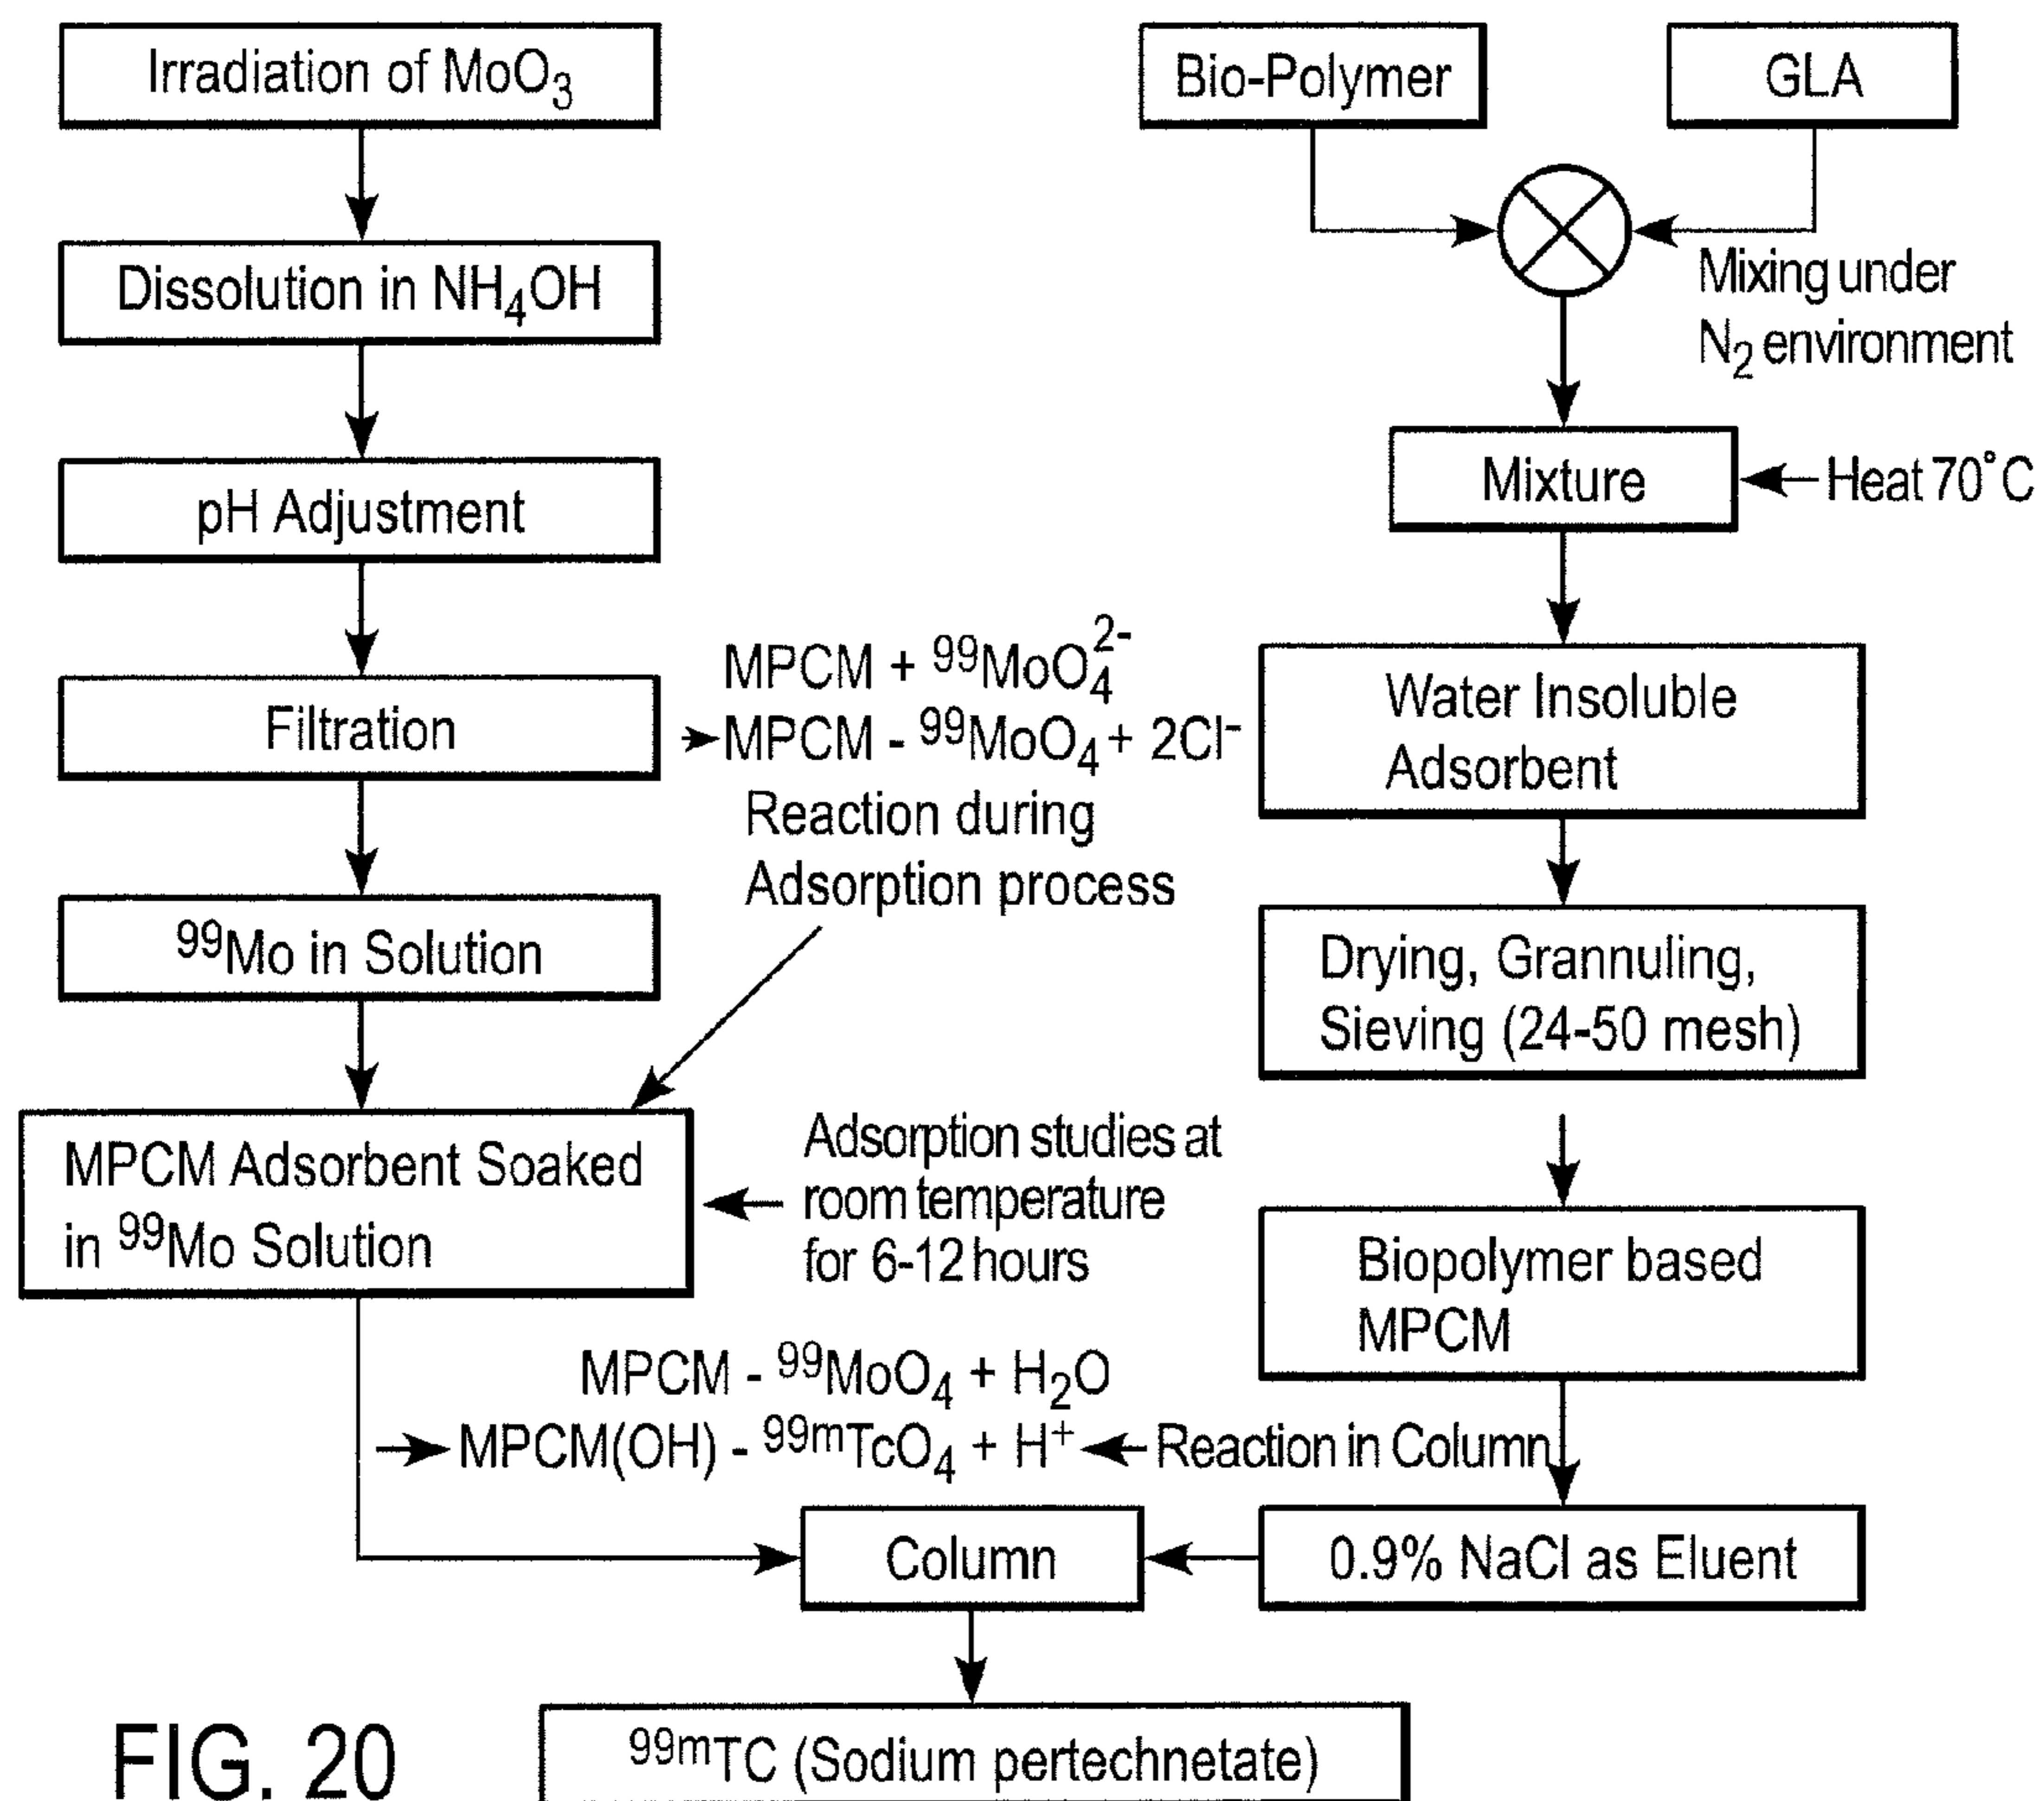 Irradiation of MoO₃
Dissolution in NH₄OH
pH Adjustment
Filtration
⁹⁹Mo in Solution
MPCM Adsorbent Soaked
in ⁹⁹Mo Solution
MPCM + ⁹⁹MoO₄²⁻
MPCM - ⁹⁹MoO₄ + 2Cl⁻
Reaction during
Adsorption process
Adsorption studies at
room temperature
for 6-12 hours
Bio-Polymer
GLA
Mixing under
N₂ environment
Mixture
Heat 70°C
Water Insoluble
Adsorbent
Drying, Grannuling,
Sieving (24-50 mesh)
Biopolymer based
MPCM
MPCM - ⁹⁹MoO₄ + H₂O
MPCM(OH) - ⁹⁹ᵐTcO₄ + H⁺
Reaction in Column
Column
0.9% NaCl as Eluent
⁹⁹ᵐTC (Sodium pertechnetate)
FIG. 20